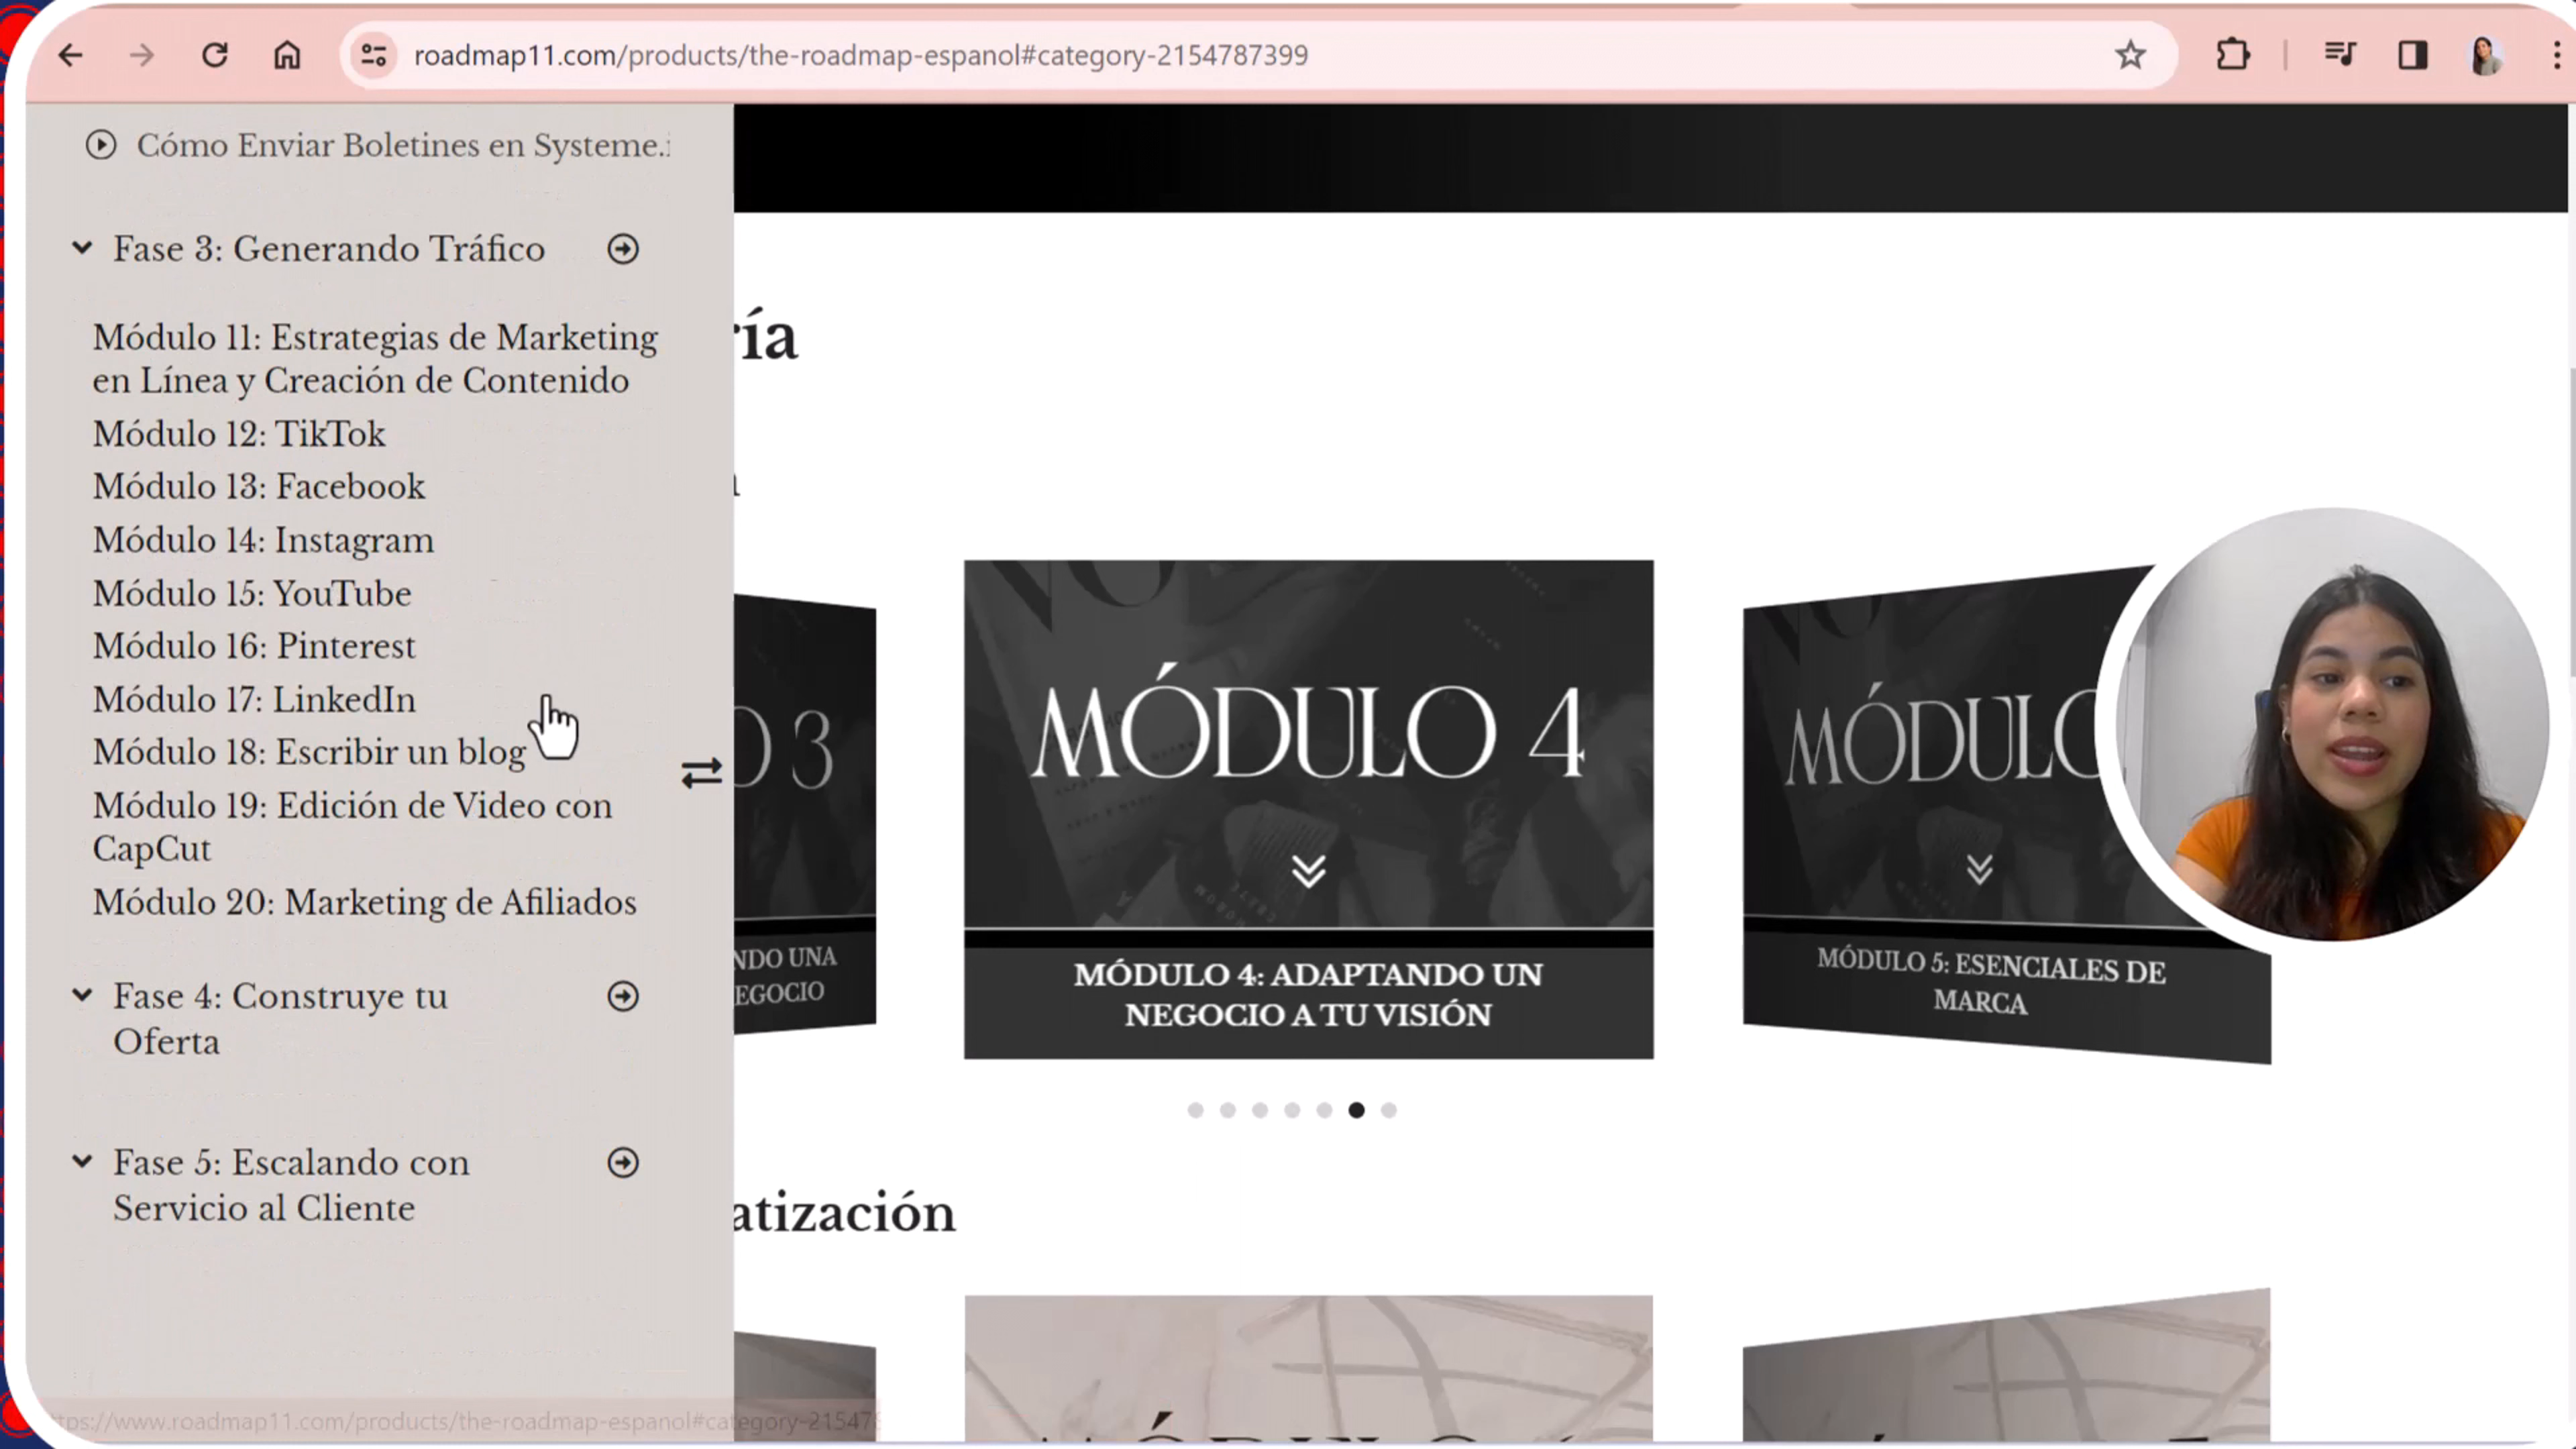 roadmap11.com/products/the-roadmap-espanol#category-2154787399
Cómo Enviar Boletines en Systeme.i
Fase 3: Generando Tráfico
Módulo 11: Estrategias de Marketing
en Línea y Creación de Contenido
Módulo 12: TikTok
Módulo 13: Facebook
Módulo 14: Instagram
Módulo 15: YouTube
Módulo 16: Pinterest
Módulo 17: LinkedIn
Módulo 18: Escribir un blog
Módulo 19: Edición de Video con
CapCut
Módulo 20: Marketing de Afiliados
Fase 4: Construye tu
Oferta
Fase 5: Escalando con
Servicio al Cliente
ría
O 3
NDO UNA
EGOCIO
MÓDULO 4
MÓDULO 4: ADAPTANDO UN
NEGOCIO A TU VISIÓN
MÓDULO
MÓDULO 5: ESENCIALES DE
MARCA
atización
tps://www.roadmap11.com/products/the-roadmap-espanol#category-21547